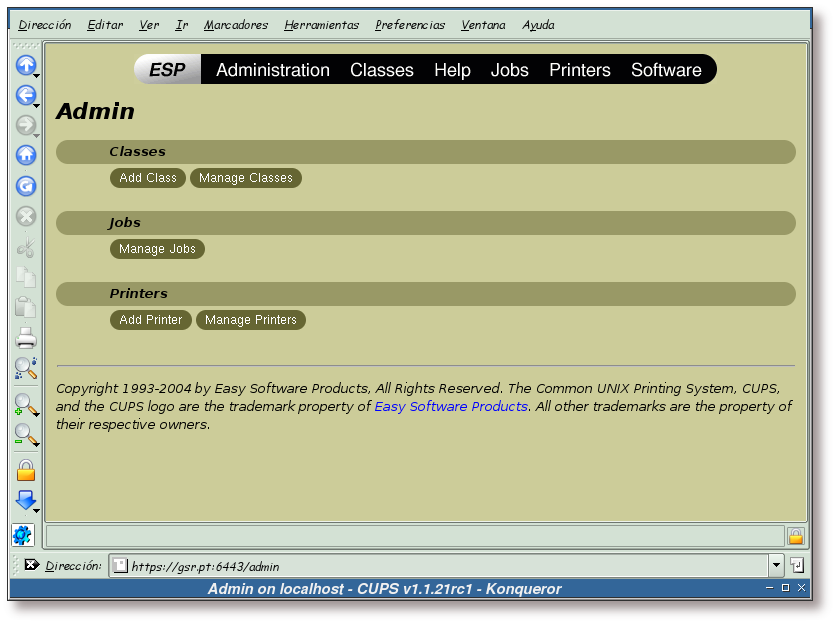 Dirección Editar Ver Ir Marcadores Herramientas Preferencias Ventana Ayuda
ESP Administration Classes Help Jobs Printers Software
Admin
Classes
Add Class Manage Classes
Jobs
Manage Jobs
Printers
Add Printer Manage Printers
Copyright 1993-2004 by Easy Software Products, All Rights Reserved. The Common UNIX Printing System, CUPS,
and the CUPS logo are the trademark property of Easy Software Products. All other trademarks are the property of
their respective owners.
Dirección: https://gsr.pt:6443/admin
Admin on localhost - CUPS v1.1.21rc1 - Konqueror